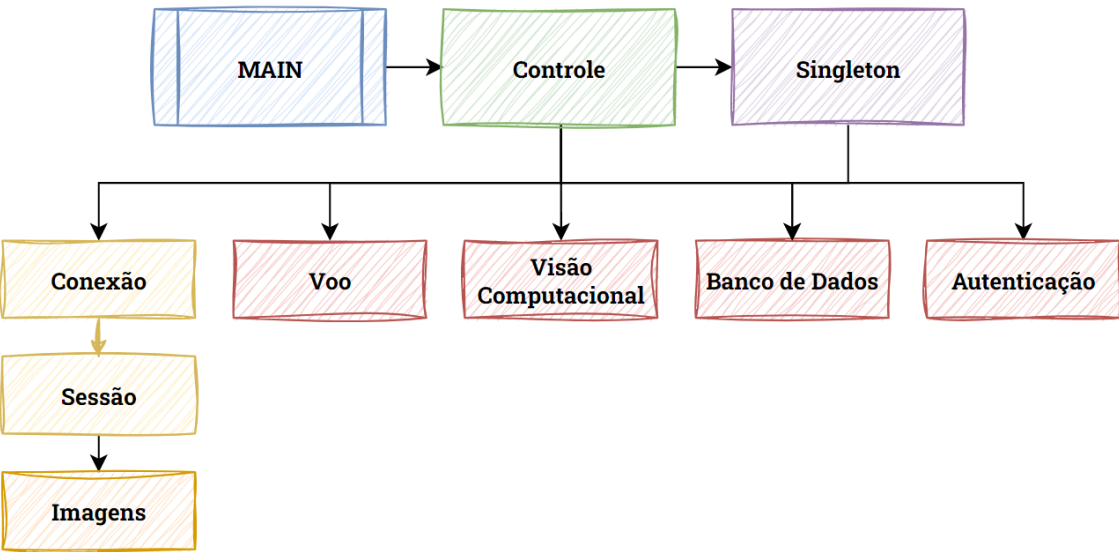 MAIN
Controle
Singleton
Conexão
Voo
Visão
Computacional
Banco de Dados
Autenticação
Sessão
Imagens